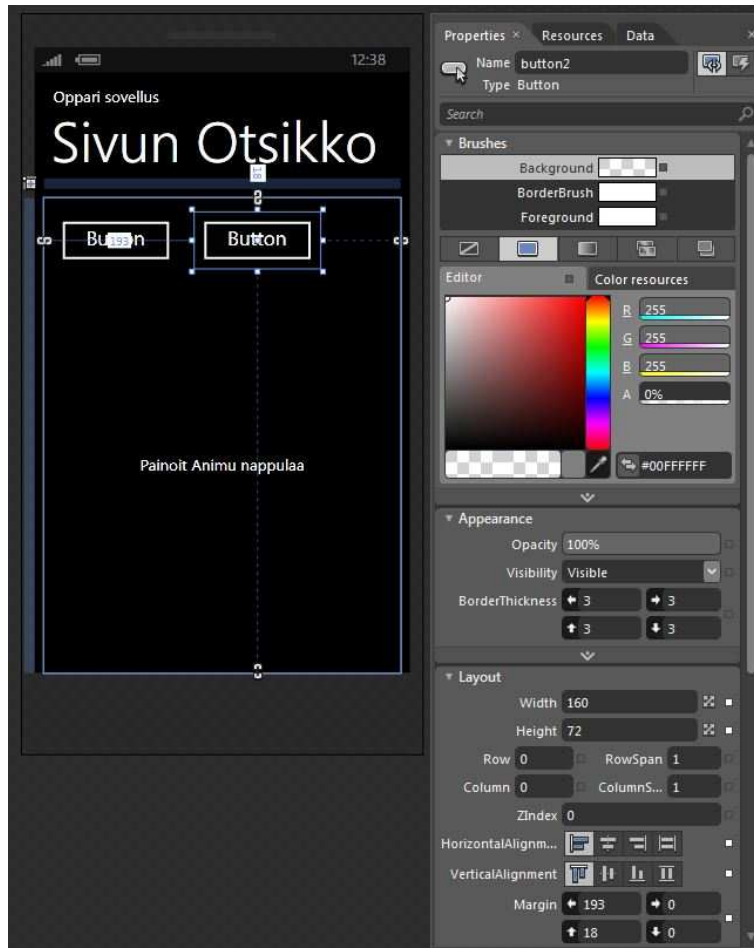 12:38
Oppari sovellus
Sivun Otsikko
18
Button
193
Button
Painoit Animu nappulaa
Properties × Resources Data ×
Name button2
Type Button
Search
Brushes
Background
BorderBrush
Foreground
Editor Color resources
R 255
G 255
B 255
A 0%
#00FFFFFF
Appearance
Opacity 100%
Visibility Visible
BorderThickness 3 3
3 3
Layout
Width 160
Height 72
Row 0 RowSpan 1
Column 0 ColumnS... 1
ZIndex 0
HorizontalAlignm...
VerticalAlignment
Margin 193 0
18 0